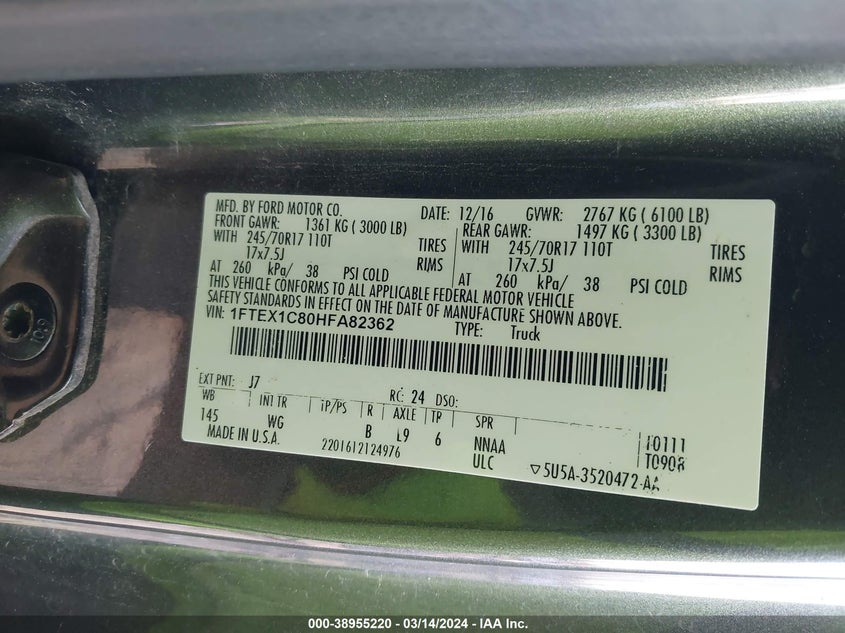 MFD. BY FORD MOTOR CO. DATE: 12/16 GVWR: 2767 KG ( 6100 LB)
FRONT GAWR: 1361 KG ( 3000 LB) REAR GAWR: 1497 KG ( 3300 LB)
WITH 245/70R17 110T TIRES WITH 245/70R17 110T TIRES
17x7.5J RIMS 17x7.5J RIMS
AT 260 kPa/ 38 PSI COLD AT 260 kPa/ 38 PSI COLD
THIS VEHICLE CONFORMS TO ALL APPLICABLE FEDERAL MOTOR VEHICLE
SAFETY STANDARDS IN EFFECT ON THE DATE OF MANUFACTURE SHOWN ABOVE.
VIN: 1FTEX1C80HFA82362 TYPE: Truck
EXT PNT: J7 RC: 24 DSO:
WB INT TR TP/PS R AXLE TR SPR
145 WG B L9 6 NNAA 10111
MADE IN U.S.A. 2201612124976 ULC T0908
▽5U5A-3520472-AA
000-38955220 - 03/14/2024 - IAA Inc.